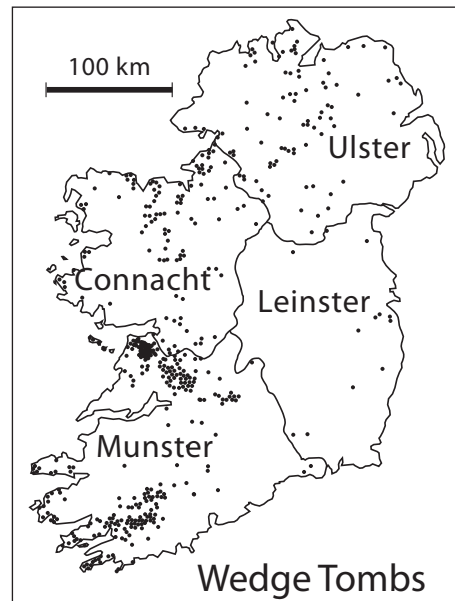 100 km
Ulster
Connacht
Leinster
Munster
Wedge Tombs